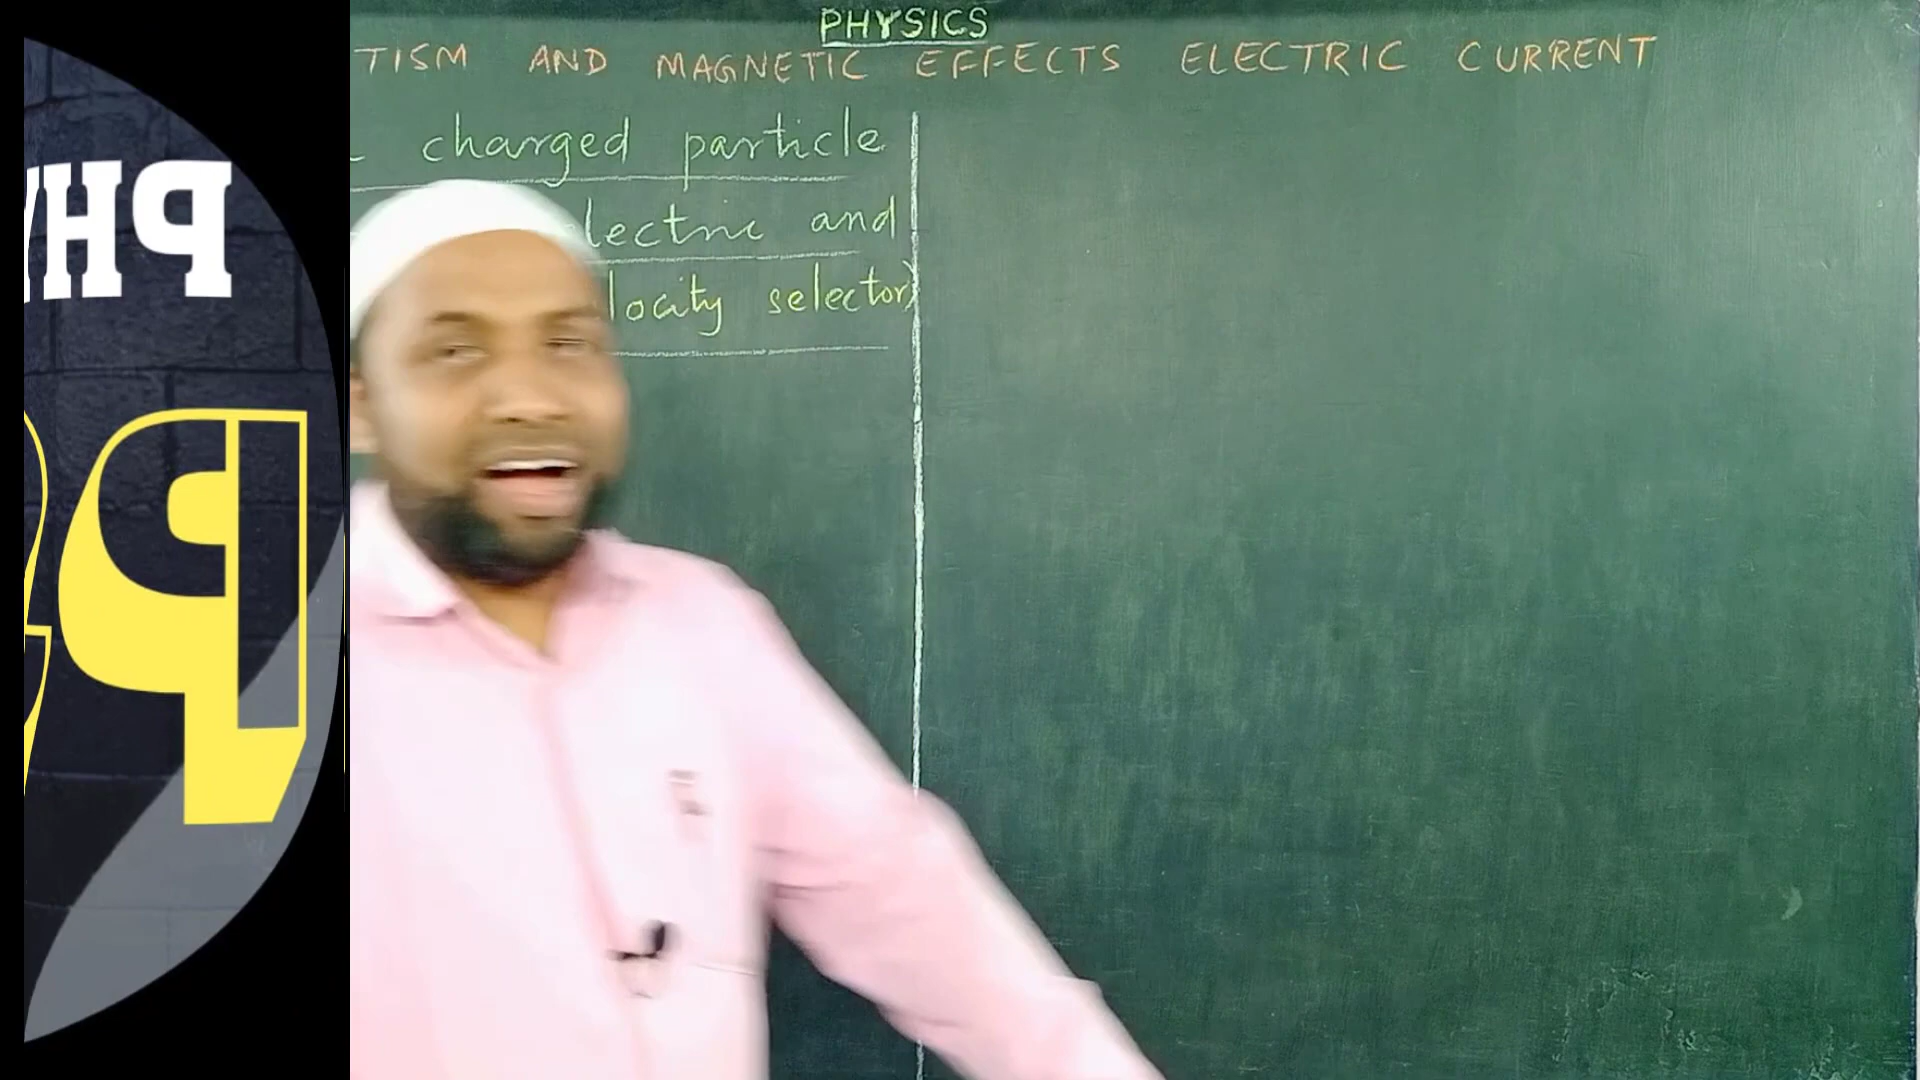 PHYSICS
TISM AND MAGNETIC EFFECTS ELECTRIC CURRENT
charged particle
lectric and
locity selector)
PH